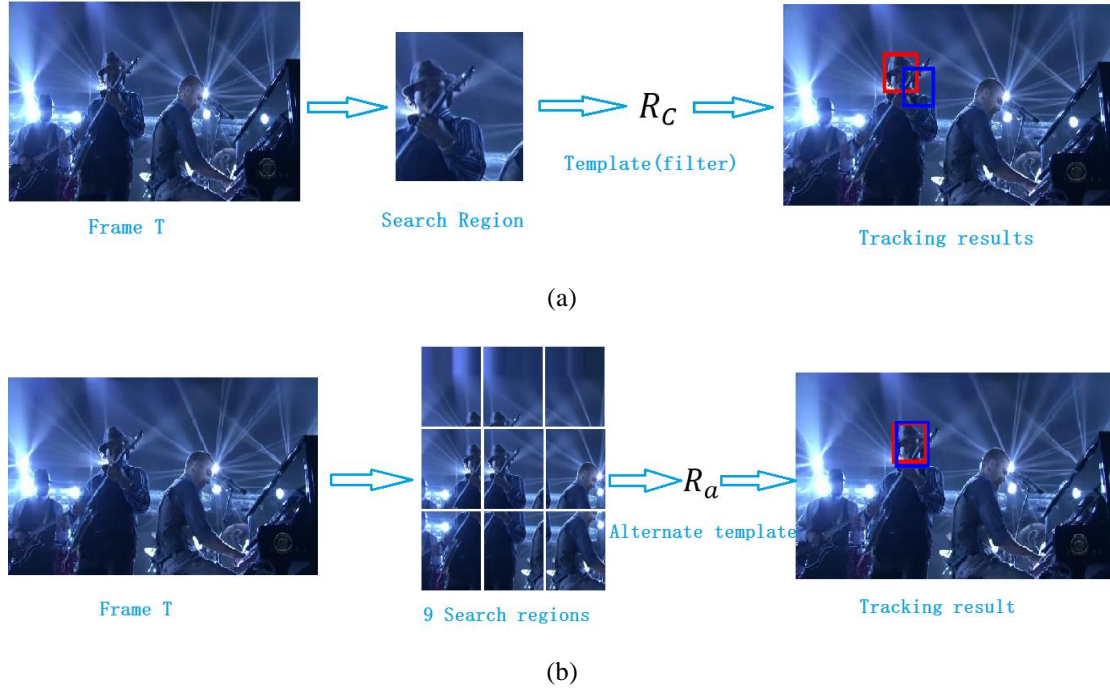 Frame T
Search Region
R_C
Template(filter)
Tracking results
(a)
Frame T
9 Search regions
R_a
Alternate template
Tracking result
(b)